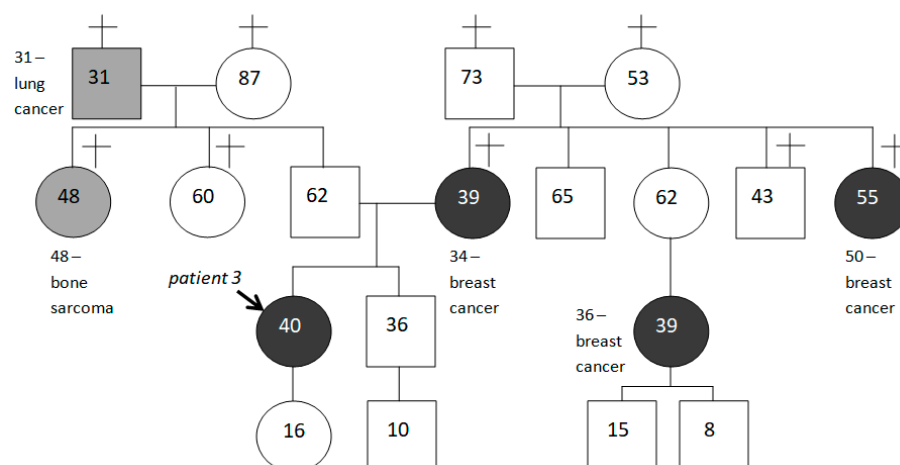 31 –
lung
cancer
31
87
73
53
48
60
62
39
65
62
43
55
48 –
bone
sarcoma
patient 3
34 –
breast
cancer
50 –
breast
cancer
40
36
36 –
breast
cancer
39
16
10
15
8